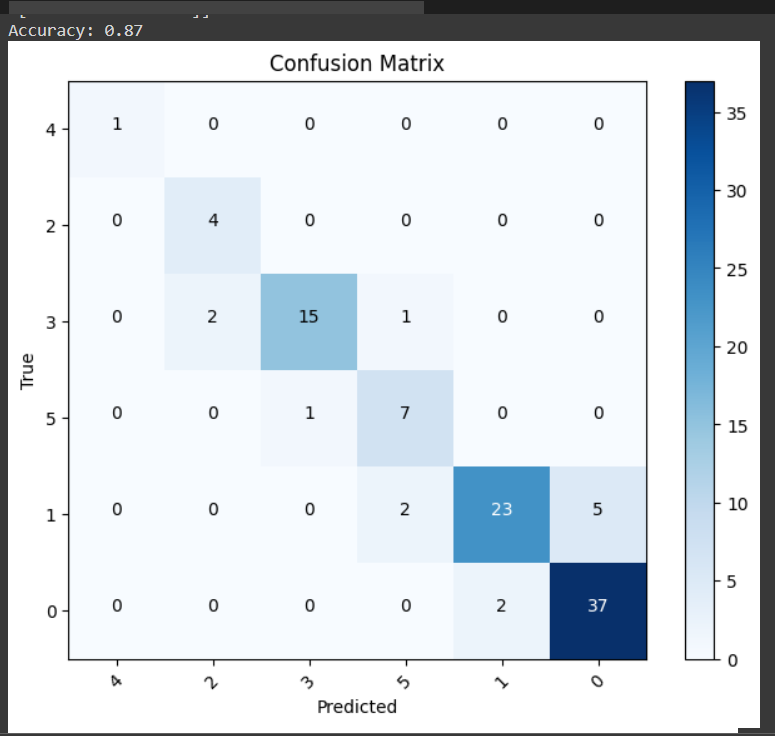 ]]
Accuracy: 0.87
Confusion Matrix
4 1 0 0 0 0 0
2 0 4 0 0 0 0
3 0 2 15 1 0 0
5 0 0 1 7 0 0
1 0 0 0 2 23 5
0 0 0 0 0 2 37
True
4 2 3 5 1 0
Predicted
35
30
25
20
15
10
5
0